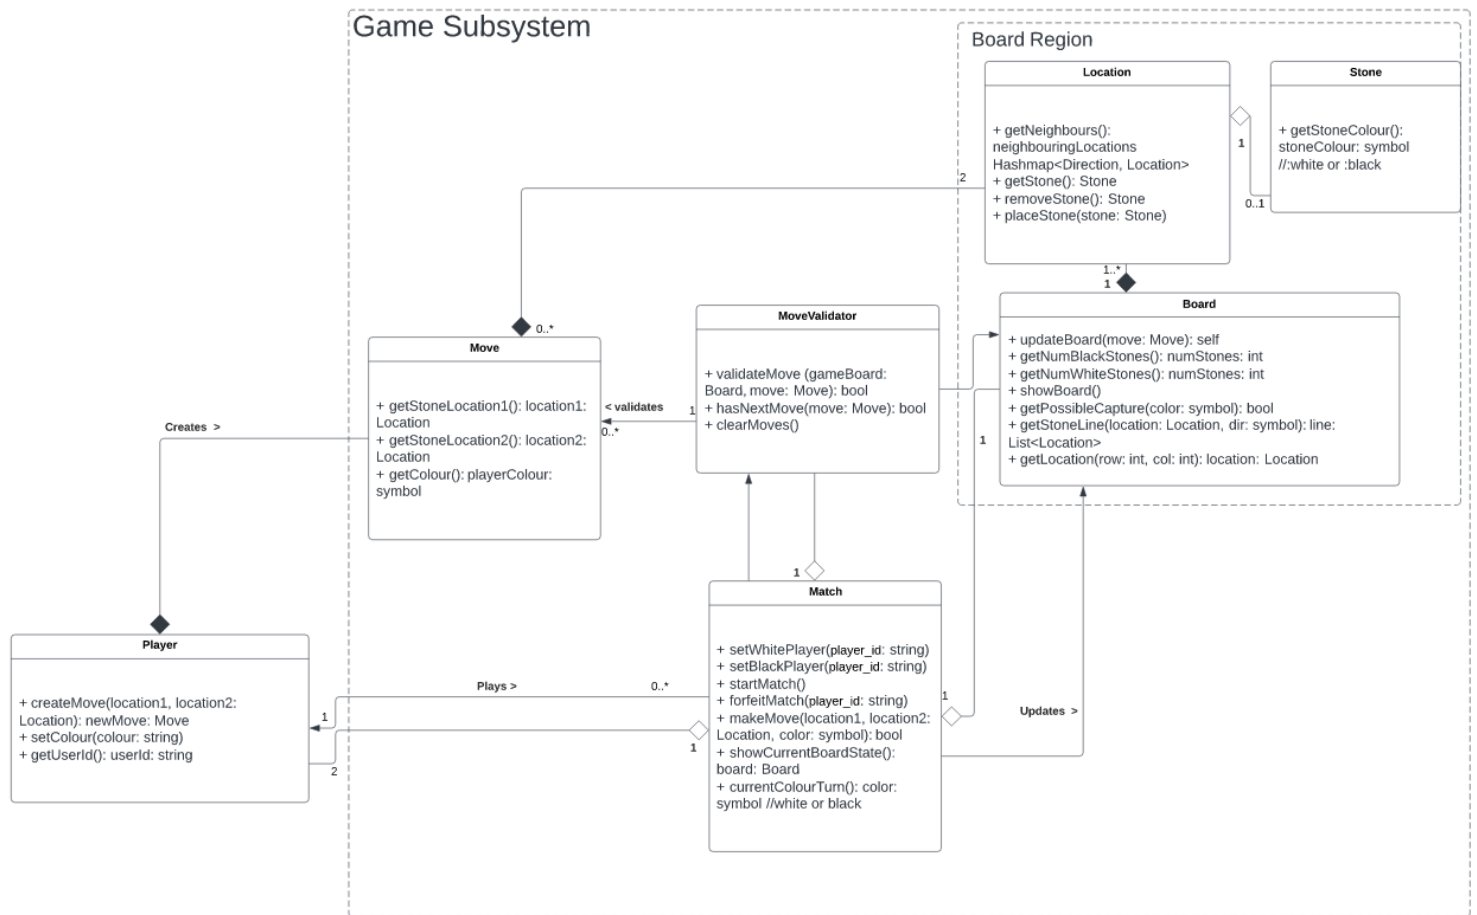 Game Subsystem
Board Region
Location
+ getNeighbours():
neighbouringLocations
Hashmap<Direction, Location>
+ getStone(): Stone
+ removeStone(): Stone
+ placeStone(stone: Stone)
Stone
+ getStoneColour():
stoneColour: symbol
//:white or :black
1
0..1
2
1..*
1
Board
+ updateBoard(move: Move): self
+ getNumBlackStones(): numStones: int
+ getNumWhiteStones(): numStones: int
+ showBoard()
+ getPossibleCapture(color: symbol): bool
+ getStoneLine(location: Location, dir: symbol): line:
List<Location>
+ getLocation(row: int, col: int): location: Location
MoveValidator
+ validateMove (gameBoard:
Board, move: Move): bool
+ hasNextMove(move: Move): bool
+ clearMoves()
0..*
Move
+ getStoneLocation1(): location1:
Location
+ getStoneLocation2(): location2:
Location
+ getColour(): playerColour:
symbol
< validates
1
0..*
Creates >
1
1
Match
+ setWhitePlayer(player_id: string)
+ setBlackPlayer(player_id: string)
+ startMatch()
+ forfeitMatch(player_id: string)
+ makeMove(location1, location2:
Location, color: symbol): bool
+ showCurrentBoardState():
board: Board
+ currentColourTurn(): color:
symbol //white or black
Player
+ createMove(location1, location2:
Location): newMove: Move
+ setColour(colour: string)
+ getUserId(): userId: string
Plays >
0..*
1
1
2
1
Updates >